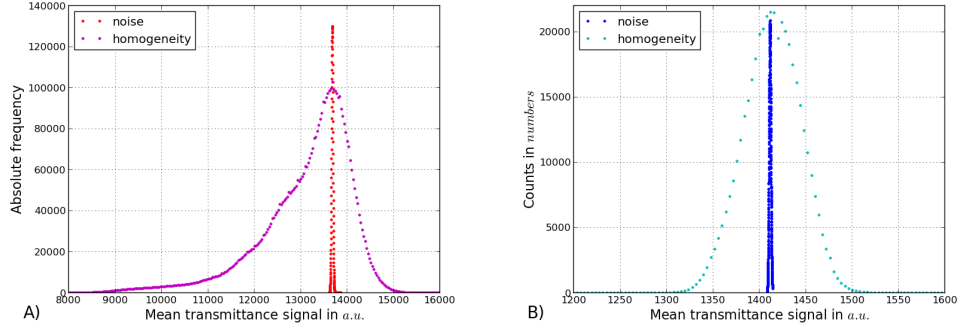 140000
120000
100000
80000
60000
40000
20000
0
Absolute frequency
noise
homogeneity
8000 9000 10000 11000 12000 13000 14000 15000 16000
Mean transmittance signal in a.u.
A)
20000
15000
10000
5000
0
Counts in numbers
noise
homogeneity
1200 1250 1300 1350 1400 1450 1500 1550 1600
Mean transmittance signal in a.u.
B)